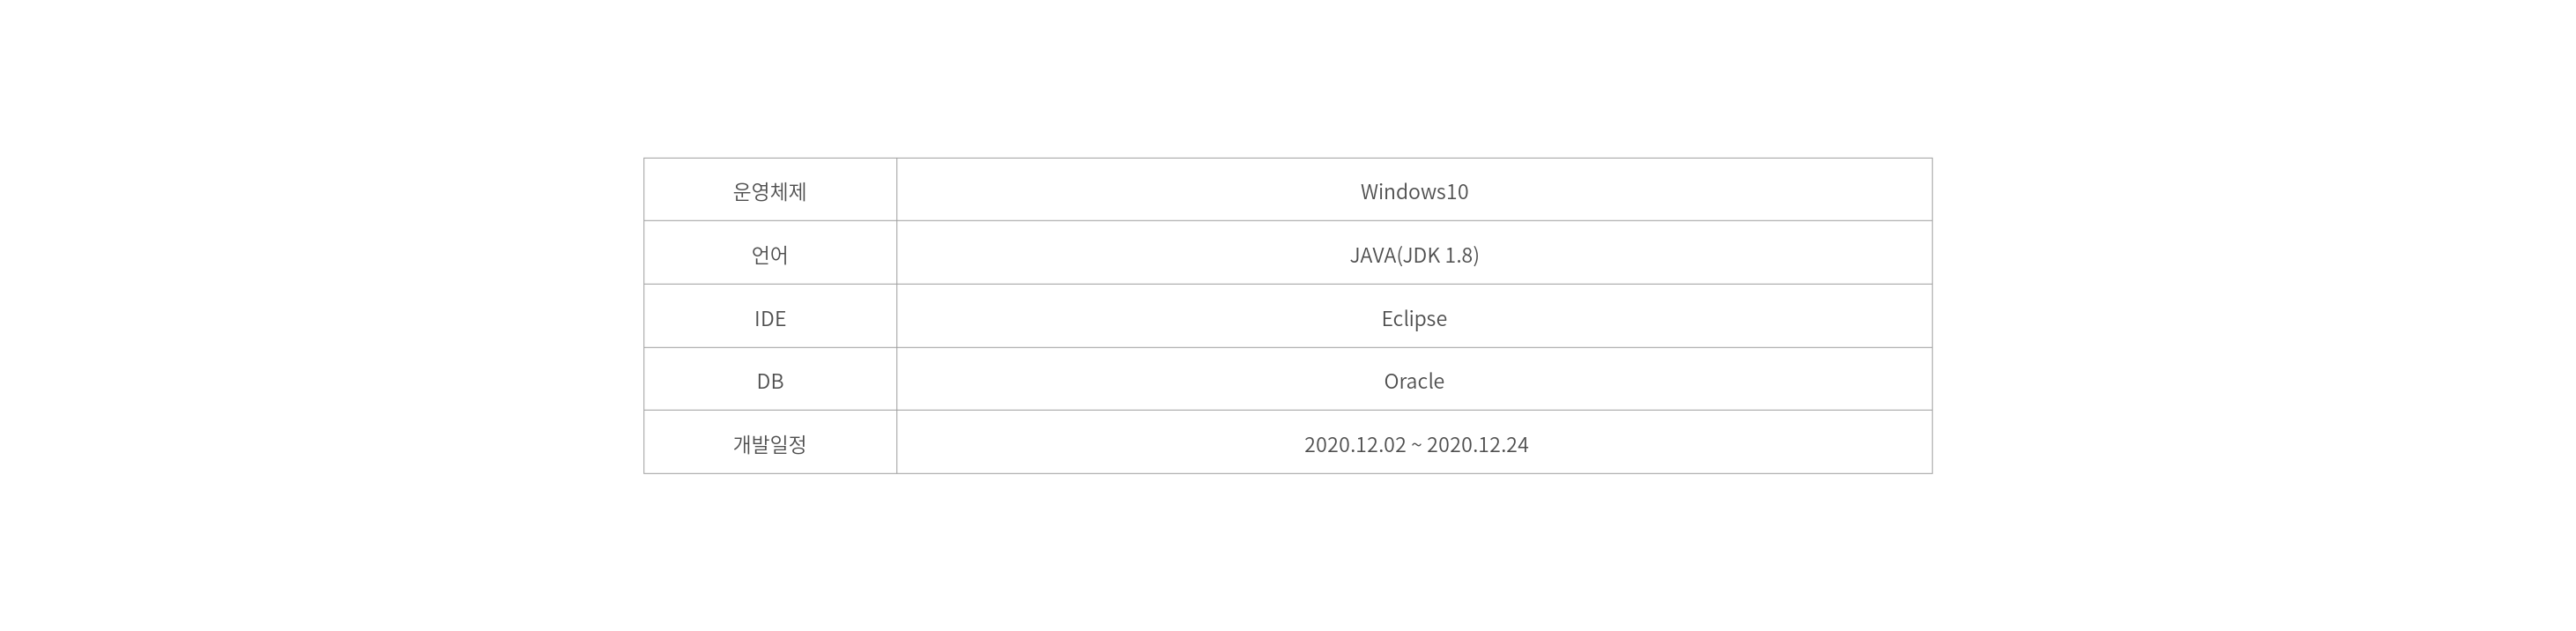 운영체제 Windows10
언어 JAVA(JDK 1.8)
IDE Eclipse
DB Oracle
개발일정 2020.12.02 ~ 2020.12.24